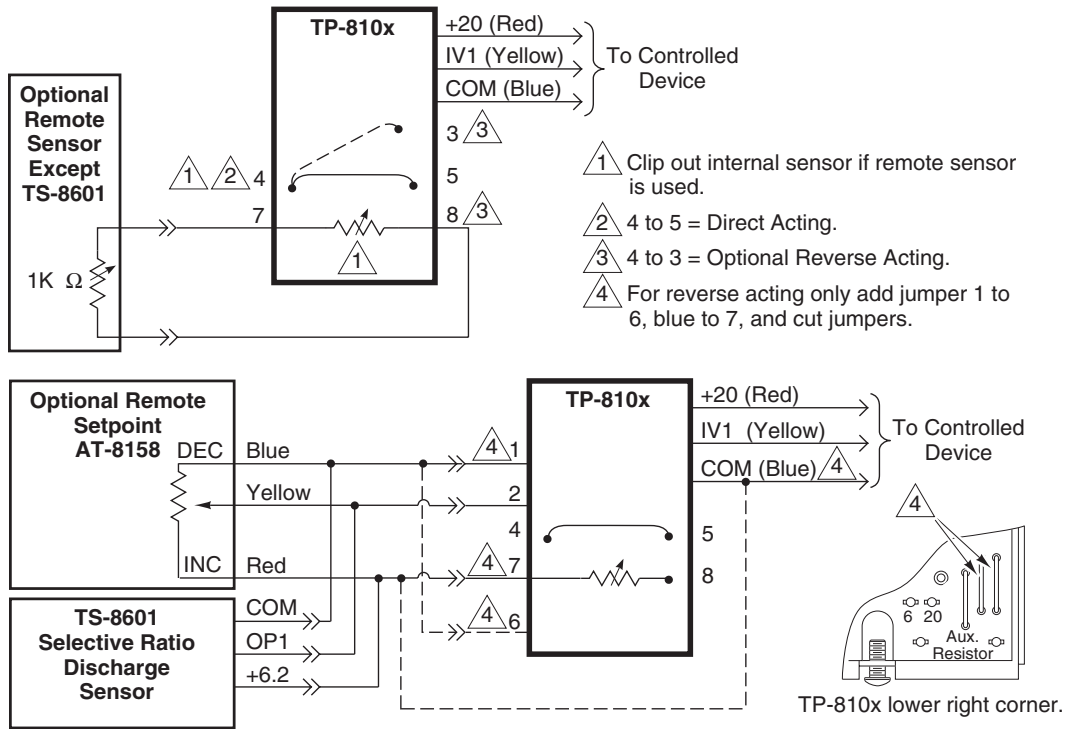 TP-810x
+20 (Red)
IV1 (Yellow)
COM (Blue)
To Controlled
Device
Optional
Remote
Sensor
Except
TS-8601
1K Ω
1
2
4
7
3
3
5
8
3
1
1 Clip out internal sensor if remote sensor
is used.
2 4 to 5 = Direct Acting.
3 4 to 3 = Optional Reverse Acting.
4 For reverse acting only add jumper 1 to
6, blue to 7, and cut jumpers.
Optional Remote
Setpoint
AT-8158
DEC
INC
Blue
Yellow
Red
TS-8601
Selective Ratio
Discharge
Sensor
COM
OP1
+6.2
TP-810x
4
1
2
4
4
7
4
6
5
8
+20 (Red)
IV1 (Yellow)
COM (Blue)
4
To Controlled
Device
4
6 20
Aux.
Resistor
TP-810x lower right corner.